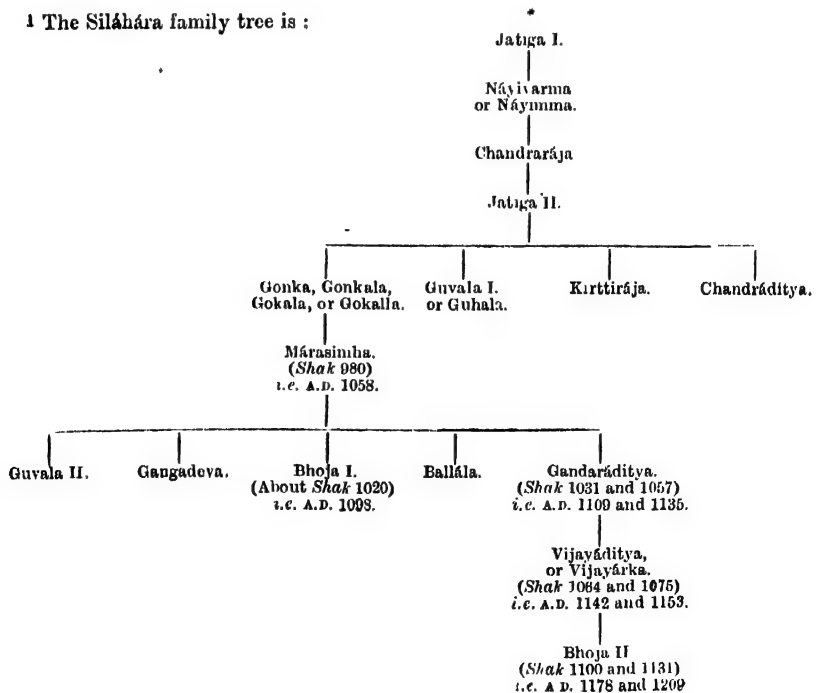 1 The Siláhára family tree is :
Jatiga I.
Náyivarma
or Náyimma.
Chandrarája
Jatiga II.
Gonka, Gonkala,
Gokala, or Gokalla.
Guvala I.
or Guhala.
Kirttirája.
Chandráditya.
Márasimha.
(Shak 980)
i.e. A.D. 1058.
Guvala II.
Gangadeva.
Bhoja I.
(About Shak 1020)
i.e. A.D. 1098.
Ballála.
Gandaráditya.
(Shak 1031 and 1057)
i.e. A.D. 1109 and 1135.
Vijayáditya,
or Vijayárka.
(Shak 1064 and 1075)
i.e. A.D. 1142 and 1153.
Bhoja II
(Shak 1100 and 1131)
i.e. A D. 1178 and 1209